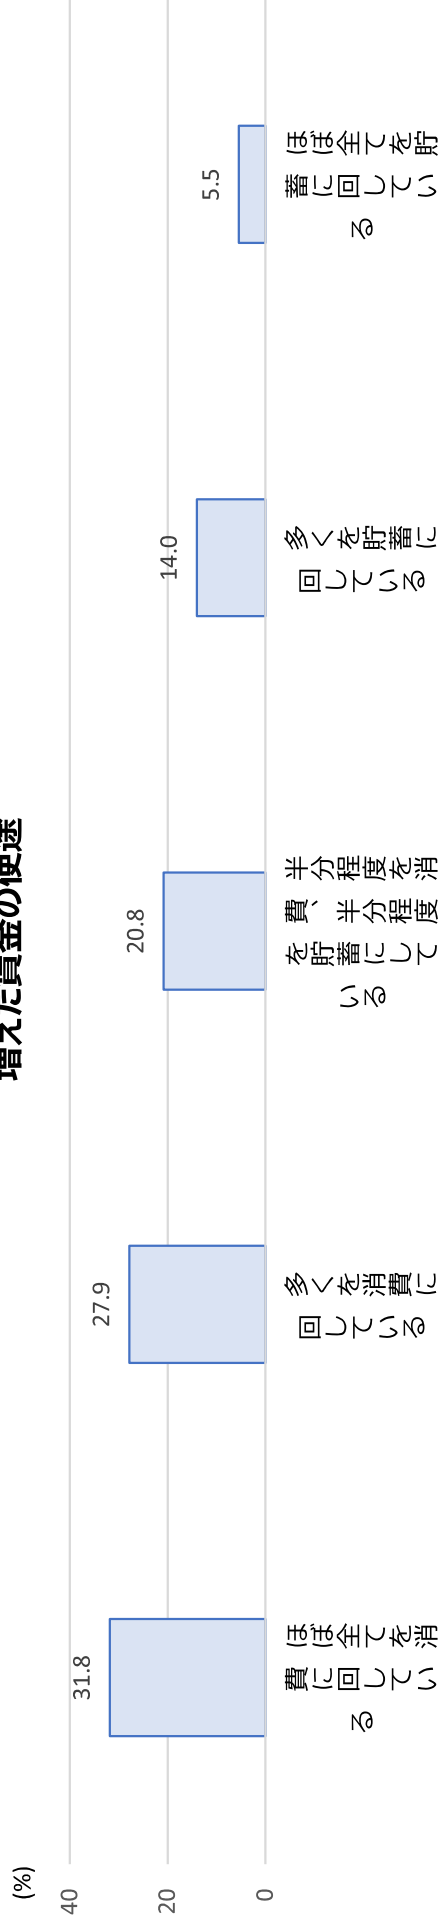 増えた資金の使途
(%)
40
20
0
31.8
27.9
20.8
14.0
5.5
ほぼ全てを消
費に回してい
る
多くを消費に
回している
半分程度を消
費、半分程度
を貯蓄にして
いる
多くを貯蓄に
回している
ほぼ全てを貯
蓄に回してい
る